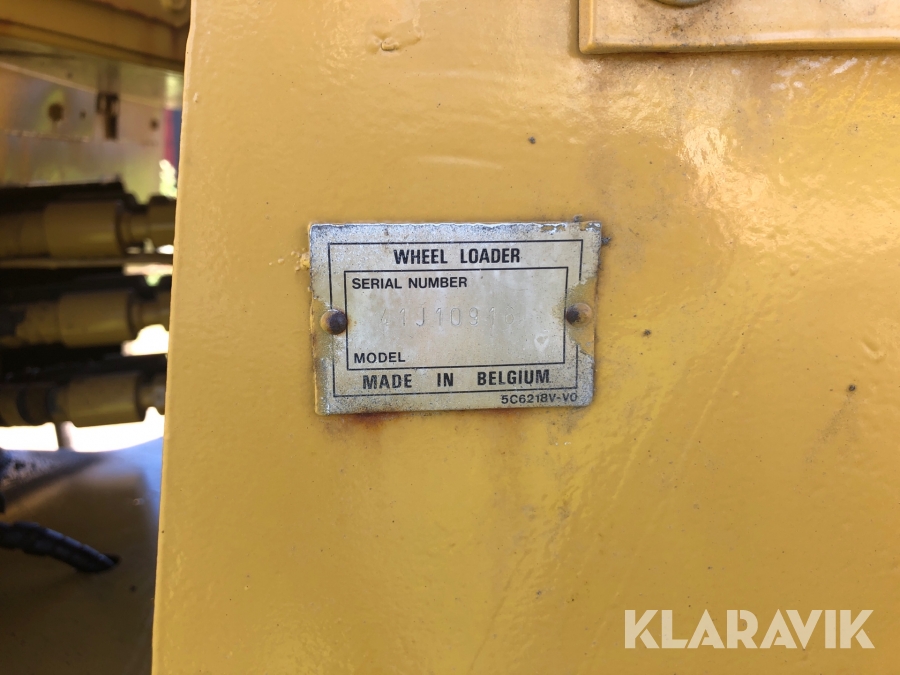 WHEEL LOADER
SERIAL NUMBER
MODEL
MADE IN BELGIUM
5C6218V-V0
KLARAVIK